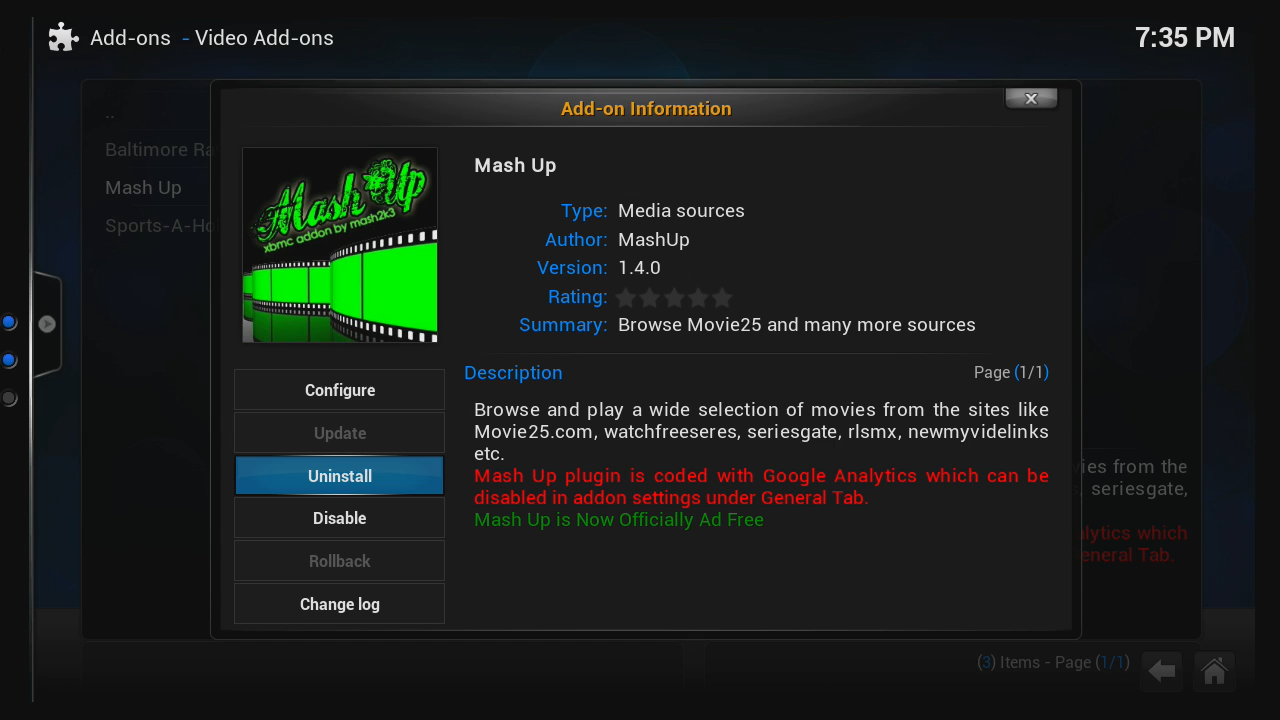 Add-ons - Video Add-ons
7:35 PM
Add-on Information
x
..
Baltimore Ra
Mash Up
Sports-A-Ho
Mash Up
xbmc addon by mash2k3
Mash Up
Type: Media sources
Author: MashUp
Version: 1.4.0
Rating:
Summary: Browse Movie25 and many more sources
Description
Page (1/1)
Browse and play a wide selection of movies from the sites like
Movie25.com, watchfreeseres, seriesgate, rlsmx, newmyvidelinks
etc.
Mash Up plugin is coded with Google Analytics which can be
disabled in addon settings under General Tab.
Mash Up is Now Officially Ad Free
Configure
Update
Uninstall
Disable
Rollback
Change log
ies from the
, seriesgate,
lytics which
eneral Tab.
(3) Items - Page (1/1)